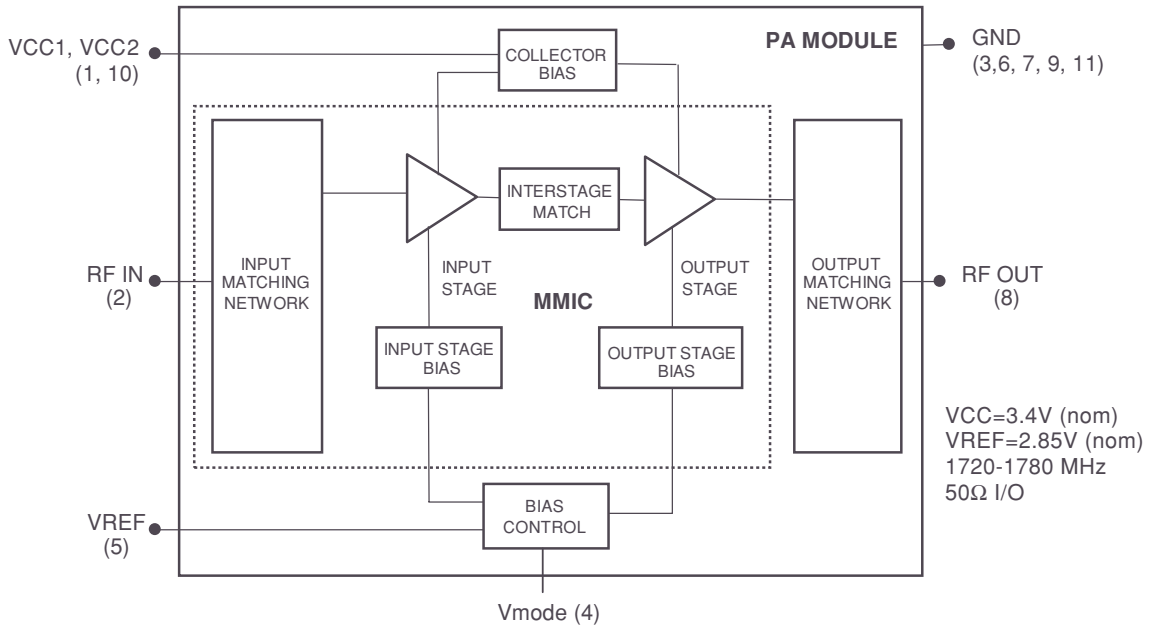 VCC1, VCC2
(1, 10)
COLLECTOR
BIAS
PA MODULE
GND
(3,6, 7, 9, 11)
INTERSTAGE
MATCH
RF IN
(2)
INPUT
MATCHING
NETWORK
INPUT
STAGE
MMIC
OUTPUT
STAGE
OUTPUT
MATCHING
NETWORK
RF OUT
(8)
INPUT STAGE
BIAS
OUTPUT STAGE
BIAS
VCC=3.4V (nom)
VREF=2.85V (nom)
1720-1780 MHz
50Ω I/O
VREF
(5)
BIAS
CONTROL
Vmode (4)